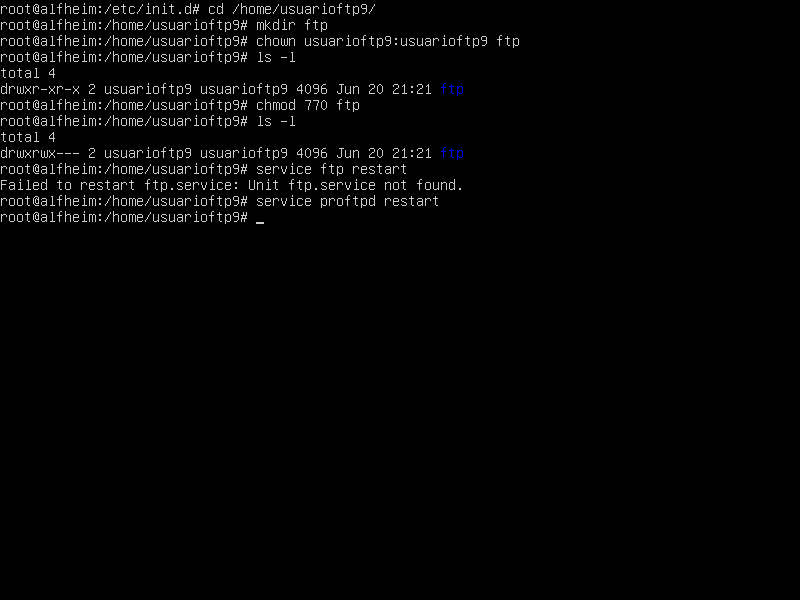 root@alfheim:/etc/init.d# cd /home/usuarioftp9/
root@alfheim:/home/usuarioftp9# mkdir ftp
root@alfheim:/home/usuarioftp9# chown usuarioftp9:usuarioftp9 ftp
root@alfheim:/home/usuarioftp9# ls -l
total 4
drwxr-xr-x 2 usuarioftp9 usuarioftp9 4096 Jun 20 21:21 ftp
root@alfheim:/home/usuarioftp9# chmod 770 ftp
root@alfheim:/home/usuarioftp9# ls -l
total 4
drwxrwx--- 2 usuarioftp9 usuarioftp9 4096 Jun 20 21:21 ftp
root@alfheim:/home/usuarioftp9# service ftp restart
Failed to restart ftp.service: Unit ftp.service not found.
root@alfheim:/home/usuarioftp9# service proftpd restart
root@alfheim:/home/usuarioftp9# _